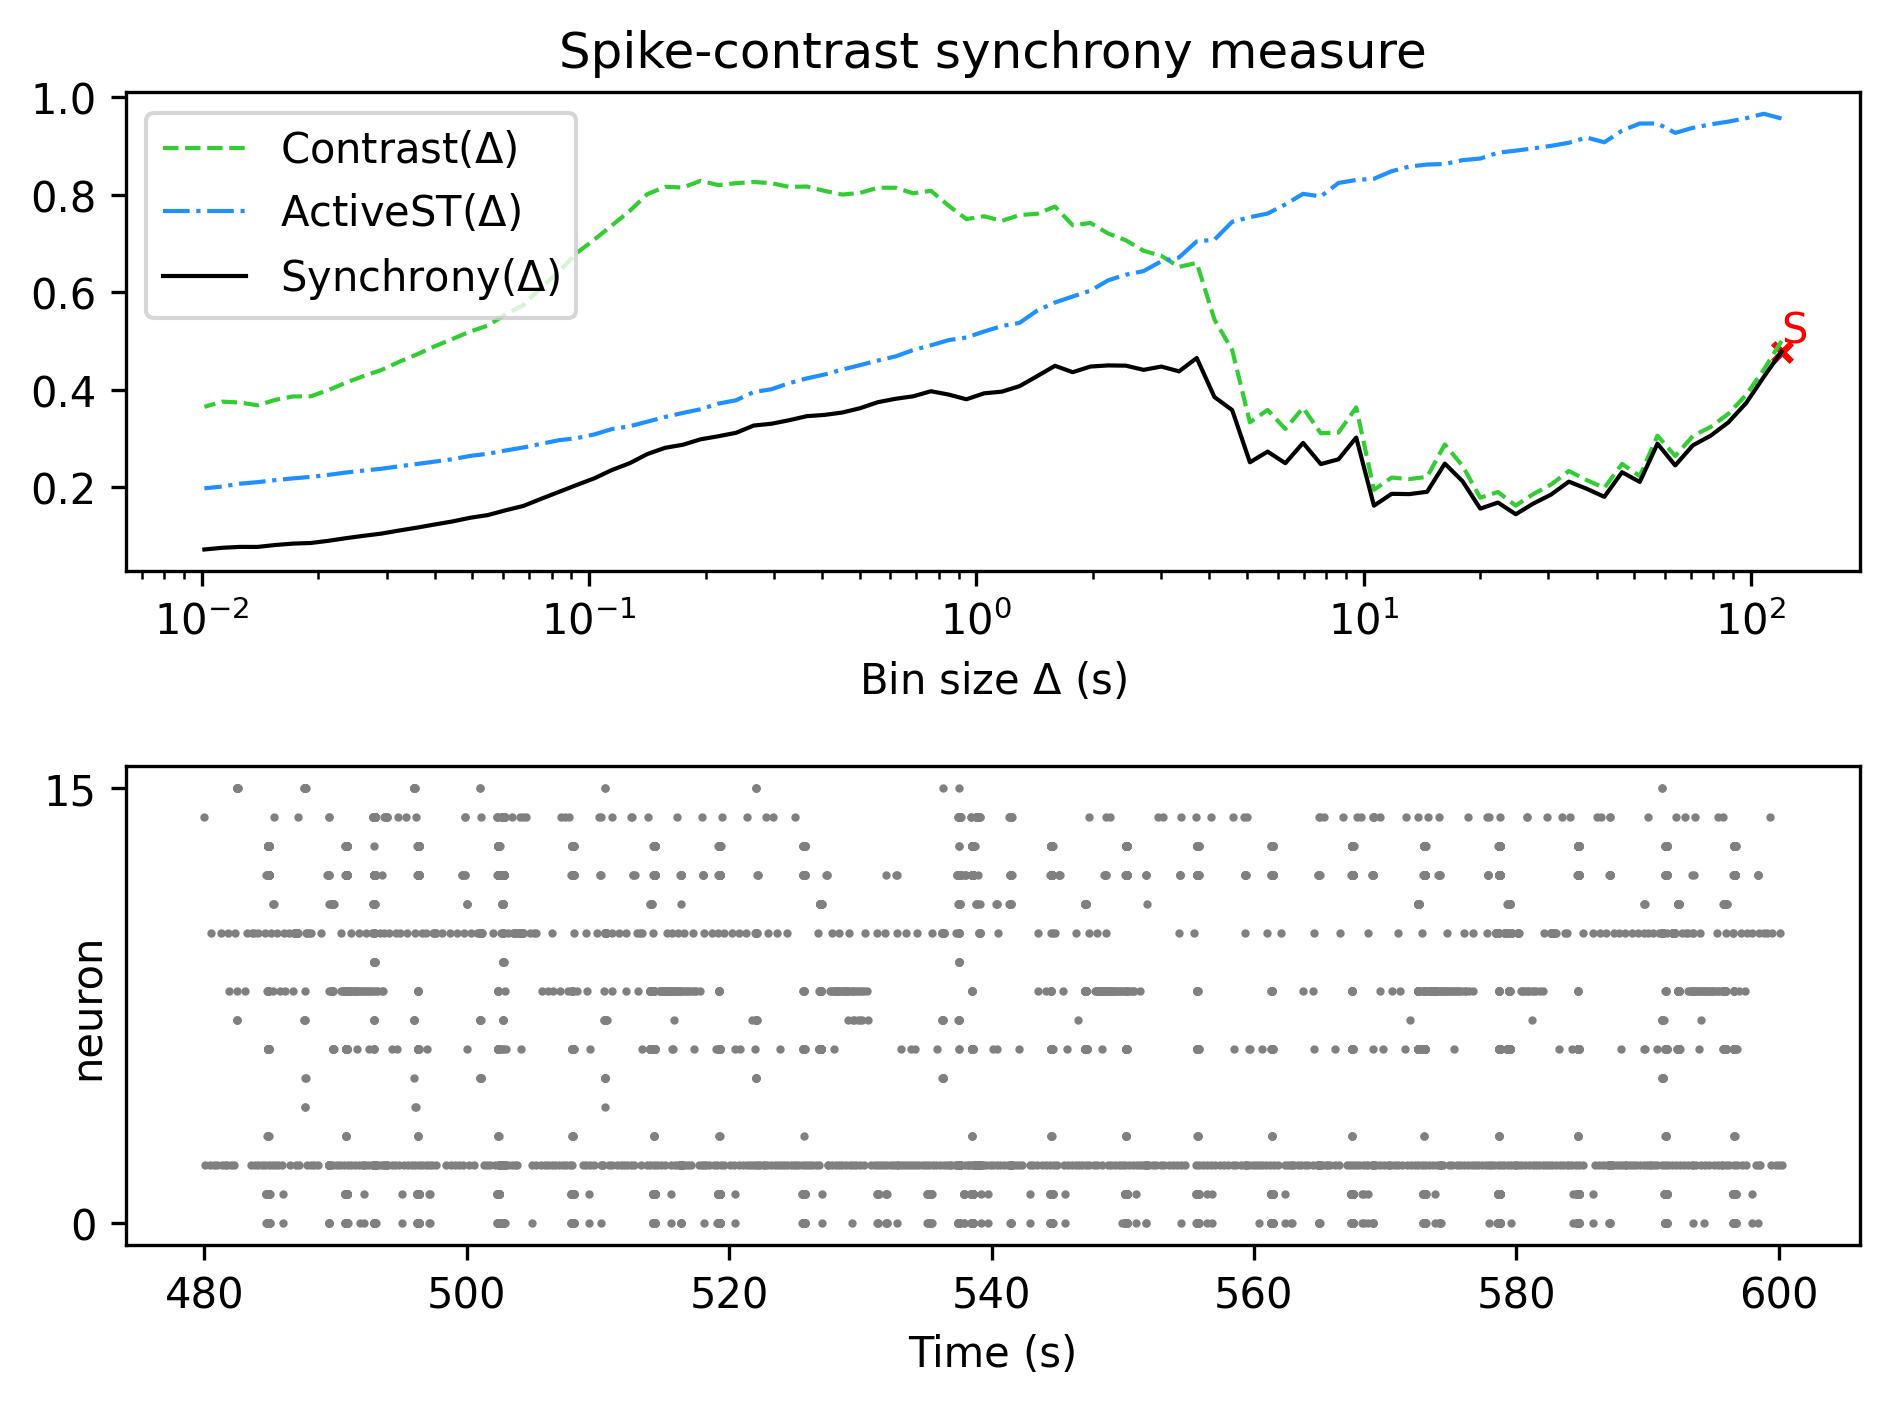 Spike-contrast synchrony measure
1.0
0.8
0.6
0.4
0.2
Contrast(Δ)
ActiveST(Δ)
Synchrony(Δ)
S
10⁻² 10⁻¹ 10⁰ 10¹ 10²
Bin size Δ (s)
15
0
neuron
480 500 520 540 560 580 600
Time (s)